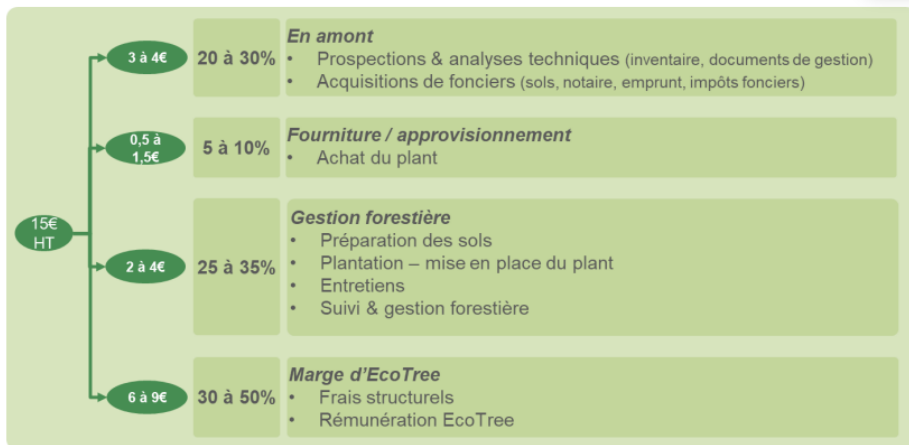 15€
HT
3 à 4€
20 à 30%
En amont
• Prospections & analyses techniques (inventaire, documents de gestion)
• Acquisitions de fonciers (sols, notaire, emprunt, impôts fonciers)
0,5 à
1,5€
5 à 10%
Fourniture / approvisionnement
• Achat du plant
2 à 4€
25 à 35%
Gestion forestière
• Préparation des sols
• Plantation – mise en place du plant
• Entretiens
• Suivi & gestion forestière
6 à 9€
30 à 50%
Marge d'EcoTree
• Frais structurels
• Rémunération EcoTree